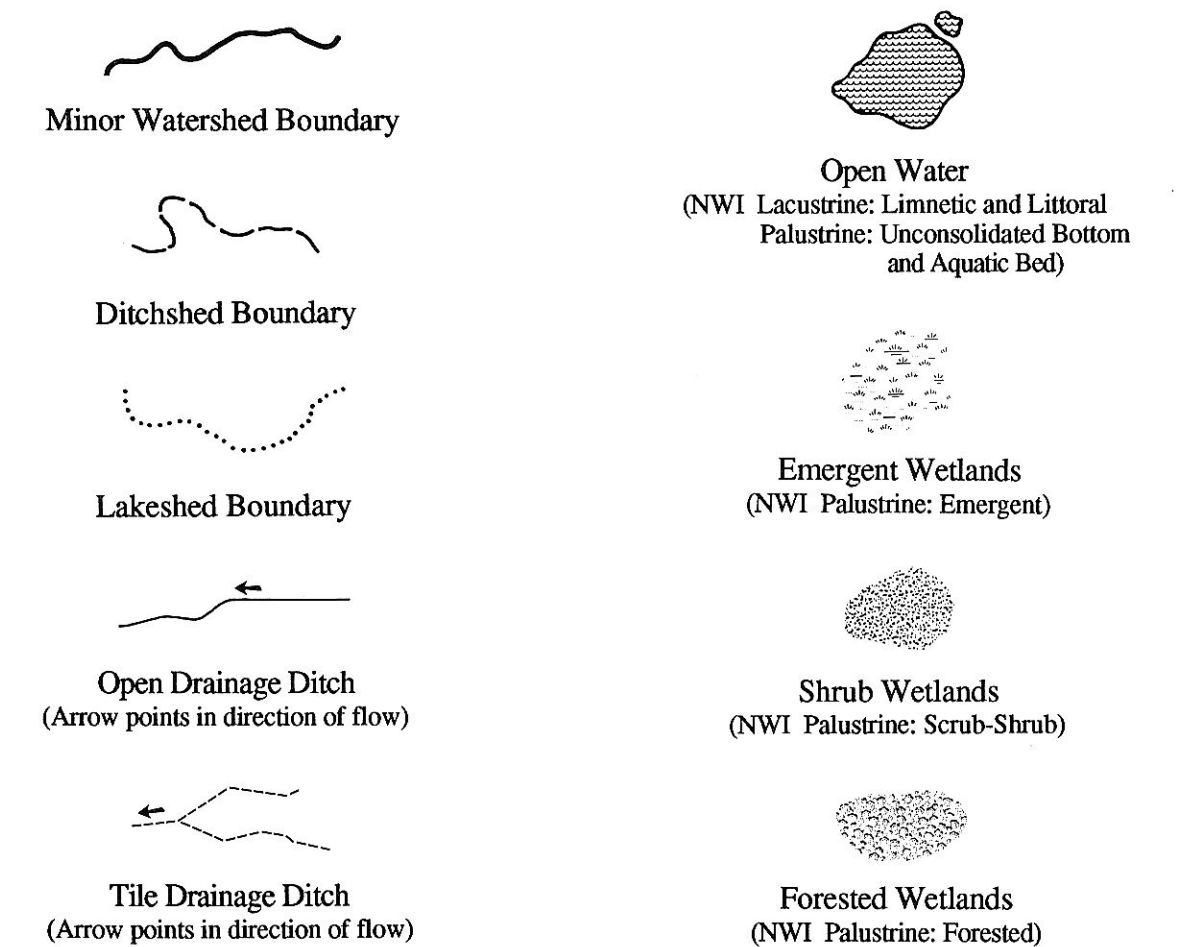 Minor Watershed Boundary
Ditchshed Boundary
Lakeshed Boundary
Open Drainage Ditch
(Arrow points in direction of flow)
Tile Drainage Ditch
(Arrow points in direction of flow)
Open Water
(NWI Lacustrine: Limnetic and Littoral
Palustrine: Unconsolidated Bottom
and Aquatic Bed)
Emergent Wetlands
(NWI Palustrine: Emergent)
Shrub Wetlands
(NWI Palustrine: Scrub-Shrub)
Forested Wetlands
(NWI Palustrine: Forested)